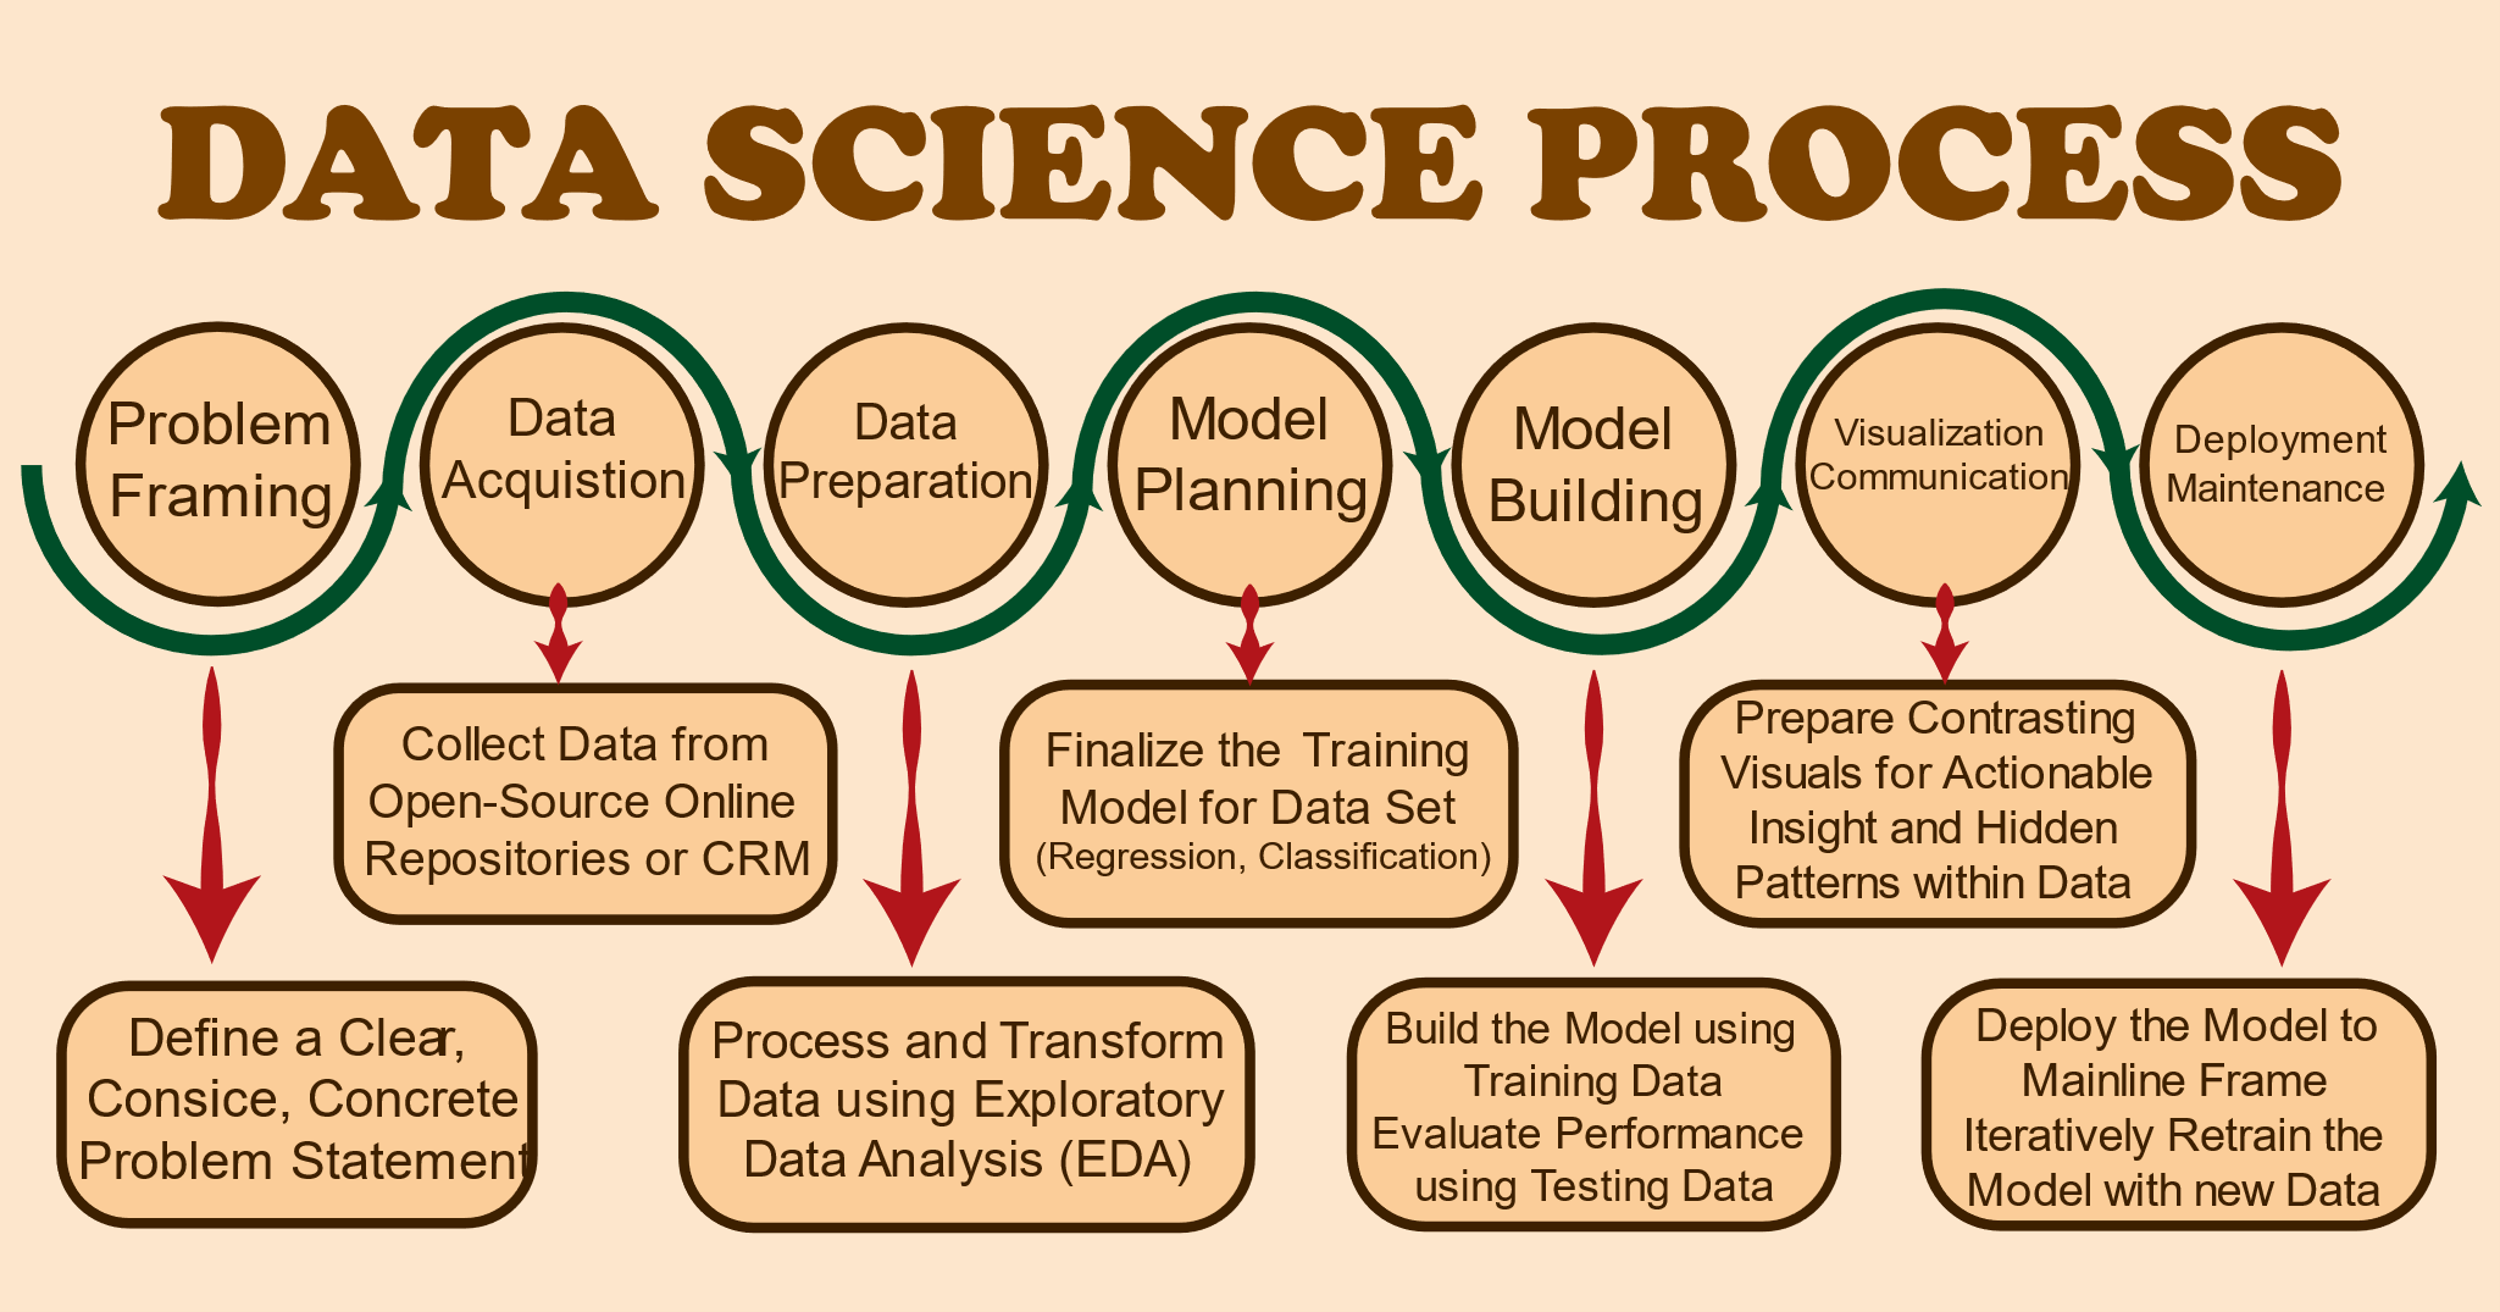 DATA SCIENCE PROCESS
Problem
Framing
Data
Acquistion
Data
Preparation
Model
Planning
Model
Building
Visualization
Communication
Deployment
Maintenance
Collect Data from
Open-Source Online
Repositories or CRM
Finalize the Training
Model for Data Set
(Regression, Classification)
Prepare Contrasting
Visuals for Actionable
Insight and Hidden
Patterns within Data
Define a Clear,
Consice, Concrete
Problem Statement
Process and Transform
Data using Exploratory
Data Analysis (EDA)
Build the Model using
Training Data
Evaluate Performance
using Testing Data
Deploy the Model to
Mainline Frame
Iteratively Retrain the
Model with new Data